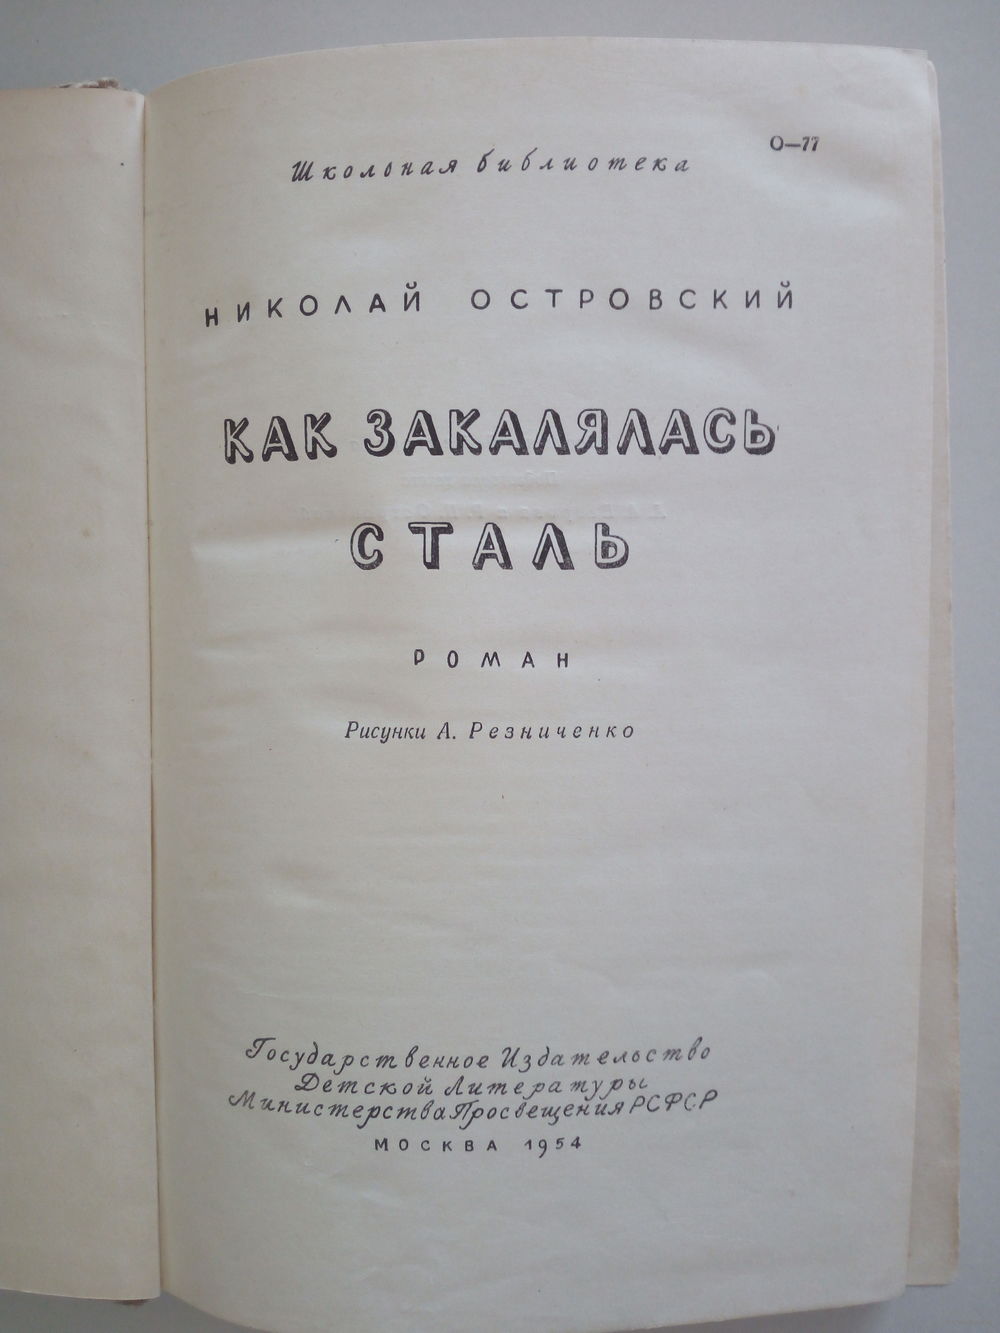 О—77
Школьная библиотека
НИКОЛАЙ ОСТРОВСКИЙ
КАК ЗАКАЛЯЛАСЬ
СТАЛЬ
РОМАН
Рисунки А. Резниченко
Государственное Издательство
Детской Литературы
Министерства Просвещения РСФСР
МОСКВА 1954